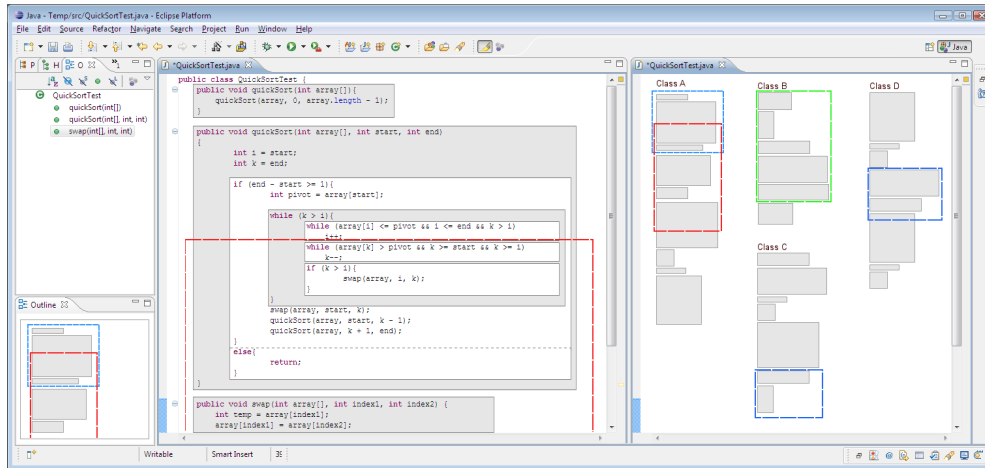 Java - Temp/src/QuickSortTest.java - Eclipse Platform
File Edit Source Refactor Navigate Search Project Run Window Help
Java
P H O
QuickSortTest
quickSort(int[])
quickSort(int[], int, int)
swap(int[], int, int)
Outline
*QuickSortTest.java
public class QuickSortTest {
public void quickSort(int array[]){
quickSort(array, 0, array.length - 1);
}
public void quickSort(int array[], int start, int end)
{
int i = start;
int k = end;
if (end - start >= 1){
int pivot = array[start];
while (k > i){
while (array[i] <= pivot && i <= end && k > i)
i++;
while (array[k] > pivot && k >= start && k >= i)
k--;
if (k > i){
swap(array, i, k);
}
}
swap(array, start, k);
quickSort(array, start, k - 1);
quickSort(array, k + 1, end);
}
else{
return;
}
}
public void swap(int array[], int index1, int index2) {
int temp = array[index1];
array[index1] = array[index2];
*QuickSortTest.java
Class A
Class B
Class D
Class C
Writable Smart Insert